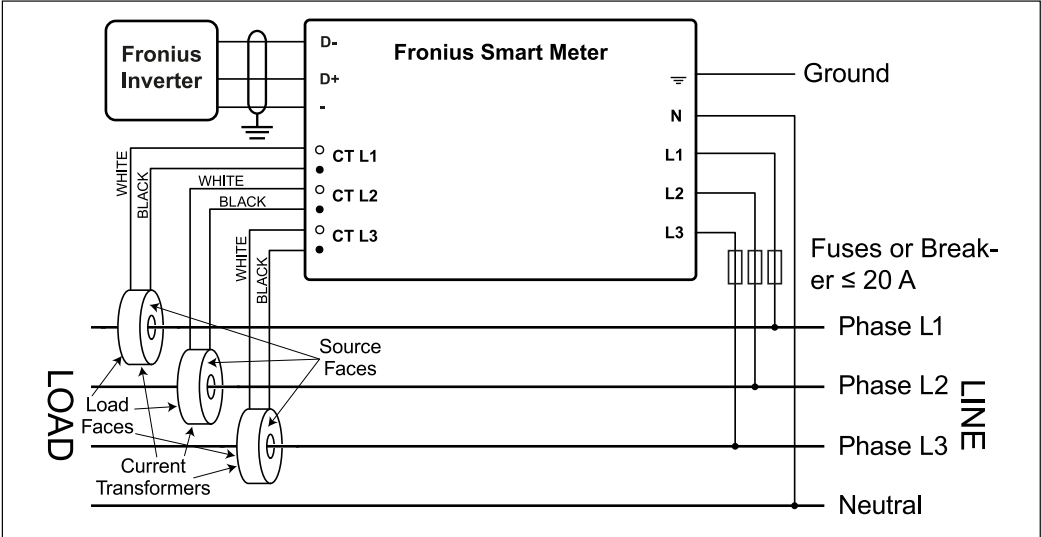 Fronius
Inverter
D-
D+
-
Fronius Smart Meter
Ground
N
CT L1
CT L2
CT L3
L1
L2
L3
WHITE
BLACK
WHITE
BLACK
WHITE
BLACK
Fuses or Break-
er ≤ 20 A
Phase L1
Source
Faces
Phase L2
LOAD
LINE
Load
Faces
Phase L3
Current
Transformers
Neutral